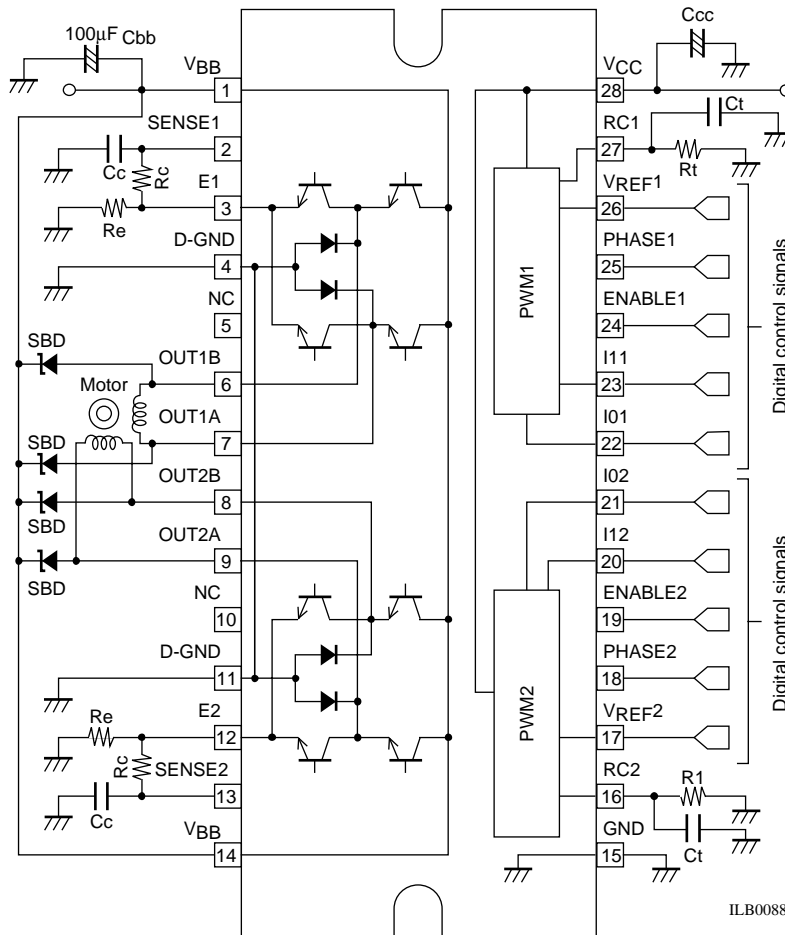 100μF Cbb
VBB
1
SENSE1
2
Cc
Rc
E1
3
Re
D-GND
4
NC
5
SBD
OUT1B
6
Motor
OUT1A
7
SBD
OUT2B
8
SBD
OUT2A
9
SBD
NC
10
D-GND
11
Re
E2
12
Rc
SENSE2
13
Cc
VBB
14
PWM1
PWM2
Ccc
VCC
28
Ct
RC1
27
Rt
VREF1
26
PHASE1
25
ENABLE1
24
I11
23
I01
22
Digital control signals
I02
21
I12
20
ENABLE2
19
PHASE2
18
VREF2
17
Digital control signals
RC2
16
R1
Ct
GND
15
ILB0088